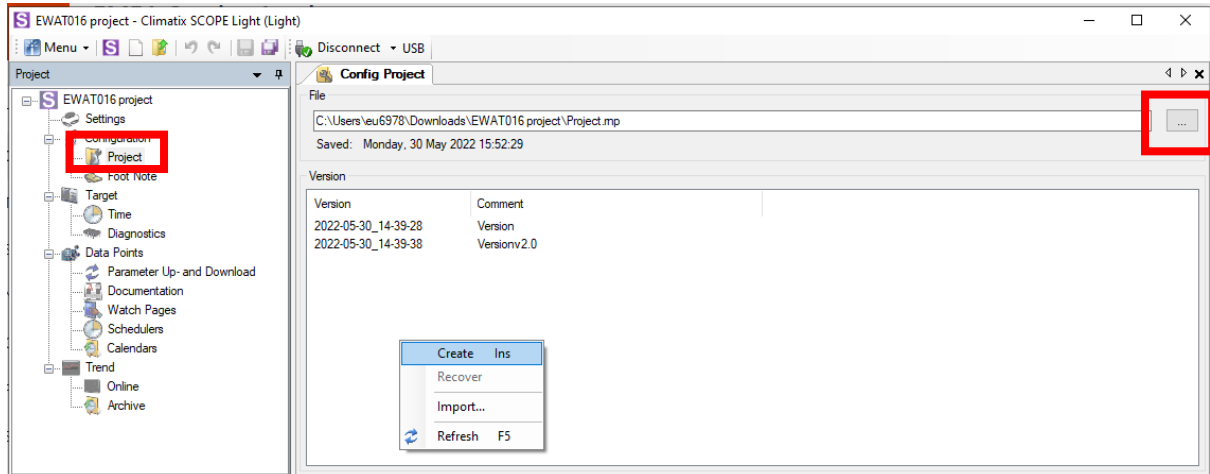 EWAT016 project - Climatix SCOPE Light (Light)
Menu S Disconnect USB
Project
Config Project
EWAT016 project
Settings
Configuration
Project
Foot Note
Target
Time
Diagnostics
Data Points
Parameter Up- and Download
Documentation
Watch Pages
Schedulers
Calendars
Trend
Online
Archive
File
C:\Users\eu6978\Downloads\EWAT016 project\Project.mp
...
Saved: Monday, 30 May 2022 15:52:29
Version
Version Comment
2022-05-30_14-39-28 Version
2022-05-30_14-39-38 Versionv2.0
Create Ins
Recover
Import...
Refresh F5